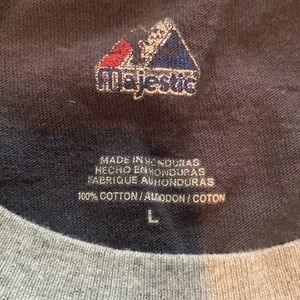 Majestic
MADE IN HONDURAS
HECHO EN HONDURAS
FABRIQUE AU HONDURAS
100% COTTON / ALGODON / COTON
L